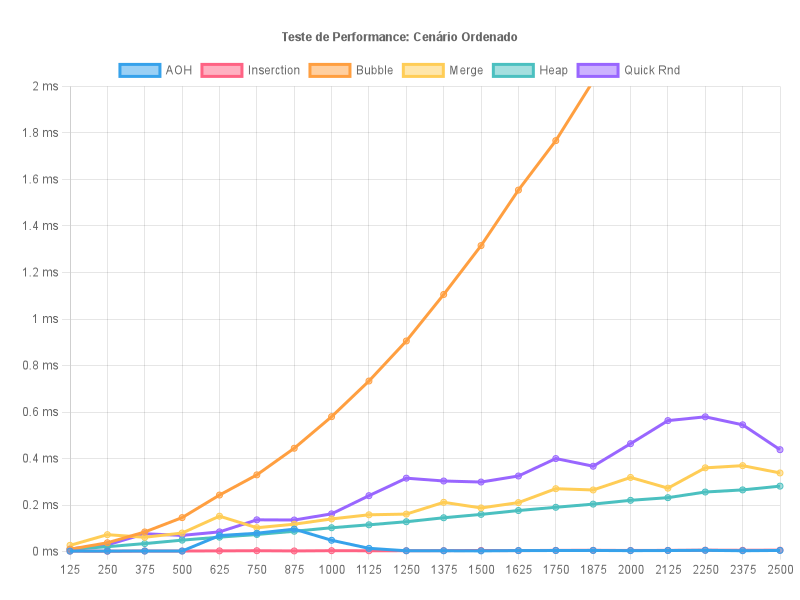 Teste de Performance: Cenário Ordenado
AOH Inserction Bubble Merge Heap Quick Rnd
2 ms
1.8 ms
1.6 ms
1.4 ms
1.2 ms
1 ms
0.8 ms
0.6 ms
0.4 ms
0.2 ms
0 ms
125 250 375 500 625 750 875 1000 1125 1250 1375 1500 1625 1750 1875 2000 2125 2250 2375 2500